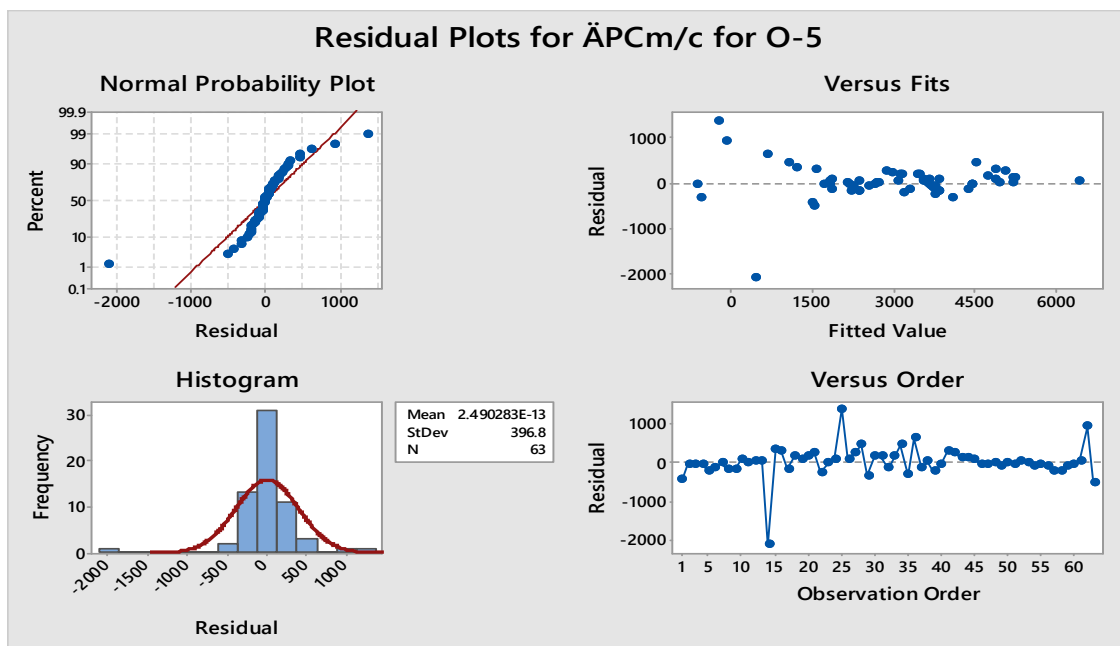 Residual Plots for ÄPCm/c for O-5
Normal Probability Plot
99.9
99
90
50
10
1
0.1
Percent
-2000 -1000 0 1000
Residual
Versus Fits
1000
0
-1000
-2000
Residual
0 1500 3000 4500 6000
Fitted Value
Histogram
30
20
10
0
Frequency
-2000 -1500 -1000 -500 0 500 1000
Residual
Mean 2.490283E-13
StDev 396.8
N 63
Versus Order
1000
0
-1000
-2000
Residual
1 5 10 15 20 25 30 35 40 45 50 55 60
Observation Order